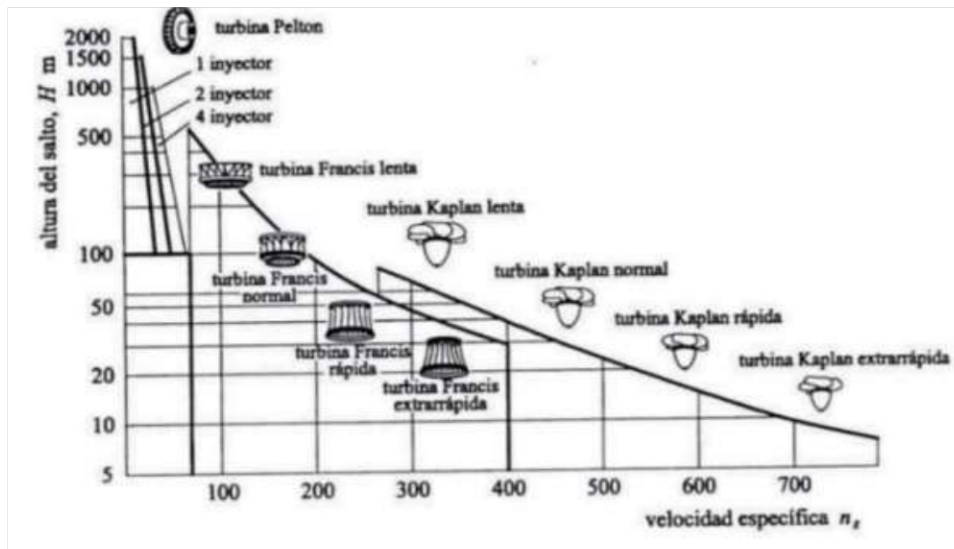 turbina Pelton
2000
1500
1000
500
100
50
20
10
5
altura del salto, H m
1 inyector
2 inyector
4 inyector
turbina Francis lenta
turbina Kaplan lenta
turbina Francis
normal
turbina Kaplan normal
turbina Kaplan rápida
turbina Francis
rápida
turbina Kaplan extrarrápida
turbina Francis
extrarrápida
100 200 300 400 500 600 700
velocidad específica nₛ